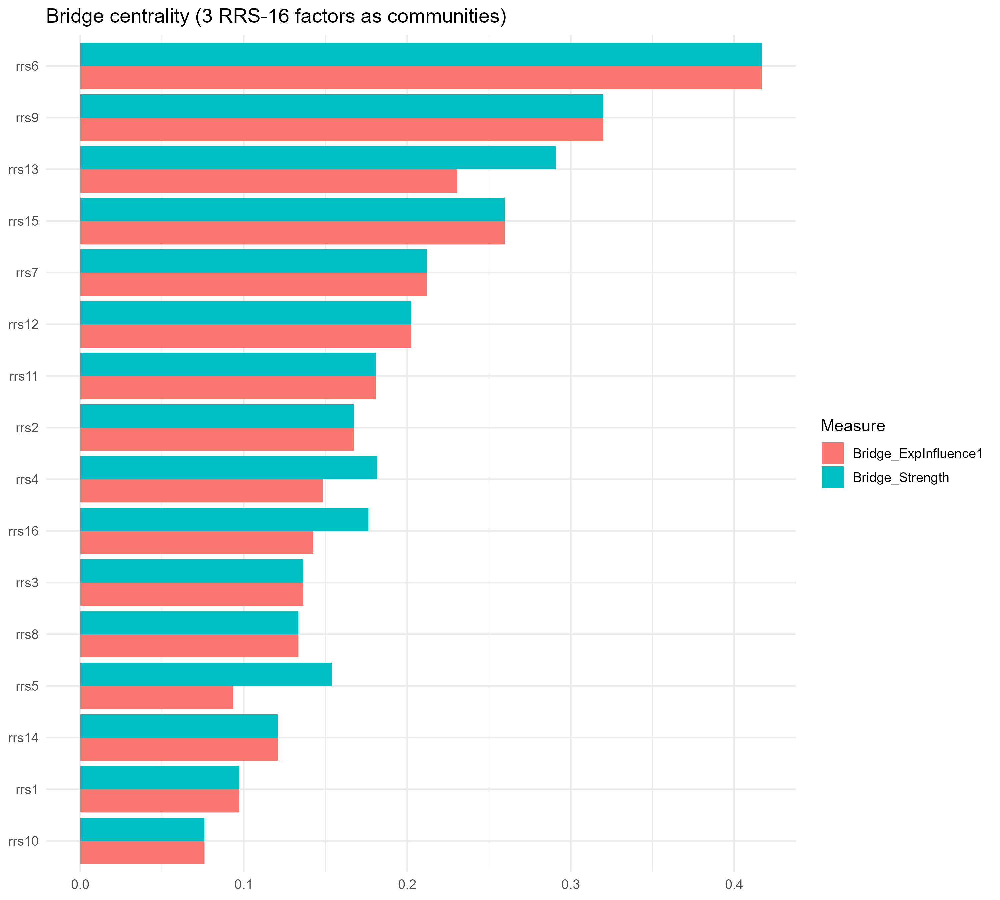 Bridge centrality (3 RRS-16 factors as communities)
rrs6
rrs9
rrs13
rrs15
rrs7
rrs12
rrs11
rrs2
rrs4
rrs16
rrs3
rrs8
rrs5
rrs14
rrs1
rrs10
0.0 0.1 0.2 0.3 0.4
Measure
Bridge_ExpInfluence1
Bridge_Strength